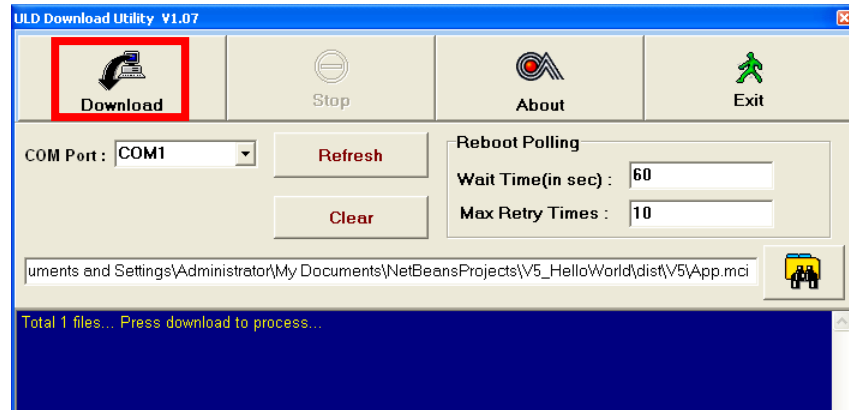 ULD Download Utility V1.07
Download
Stop
About
Exit
COM Port : COM1
Refresh
Reboot Polling
Wait Time(in sec) : 60
Clear
Max Retry Times : 10
uments and Settings\Administrator\My Documents\NetBeansProjects\V5_HelloWorld\dist\V5\App.mci
Total 1 files... Press download to process...